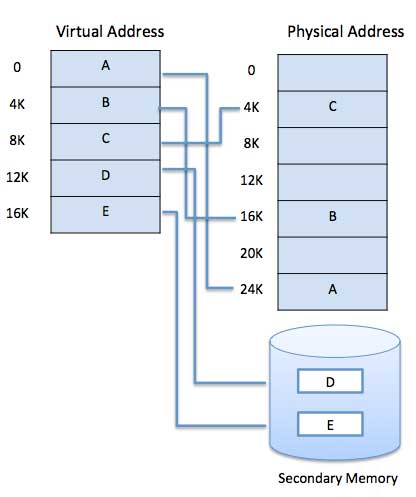 Virtual Address
Physical Address
0
A
4K
B
8K
C
12K
D
16K
E
0
4K
C
8K
12K
16K
B
20K
24K
A
D
E
Secondary Memory